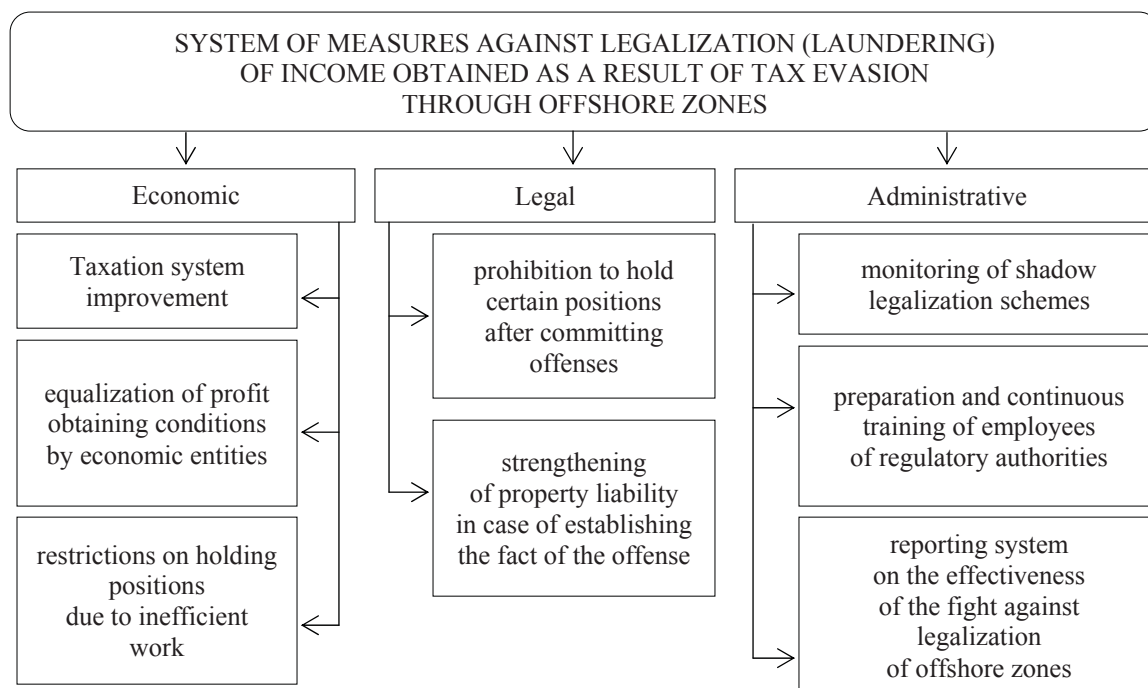 SYSTEM OF MEASURES AGAINST LEGALIZATION (LAUNDERING)
OF INCOME OBTAINED AS A RESULT OF TAX EVASION
THROUGH OFFSHORE ZONES
Economic
Taxation system
improvement
equalization of profit
obtaining conditions
by economic entities
restrictions on holding
positions
due to inefficient
work
Legal
prohibition to hold
certain positions
after committing
offenses
strengthening
of property liability
in case of establishing
the fact of the offense
Administrative
monitoring of shadow
legalization schemes
preparation and continuous
training of employees
of regulatory authorities
reporting system
on the effectiveness
of the fight against
legalization
of offshore zones